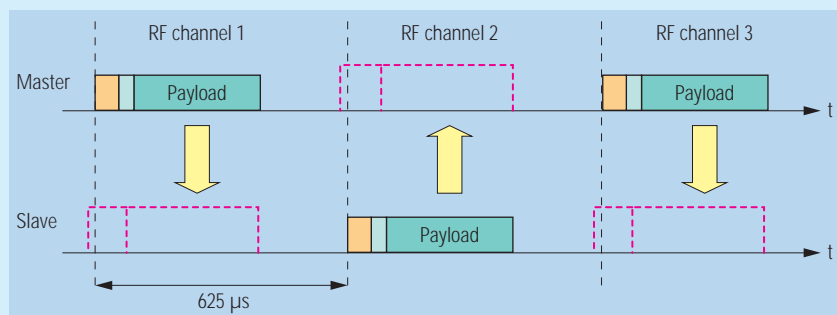 RF channel 1 RF channel 2 RF channel 3
Master
Payload Payload
t
Slave
Payload
t
625 µs